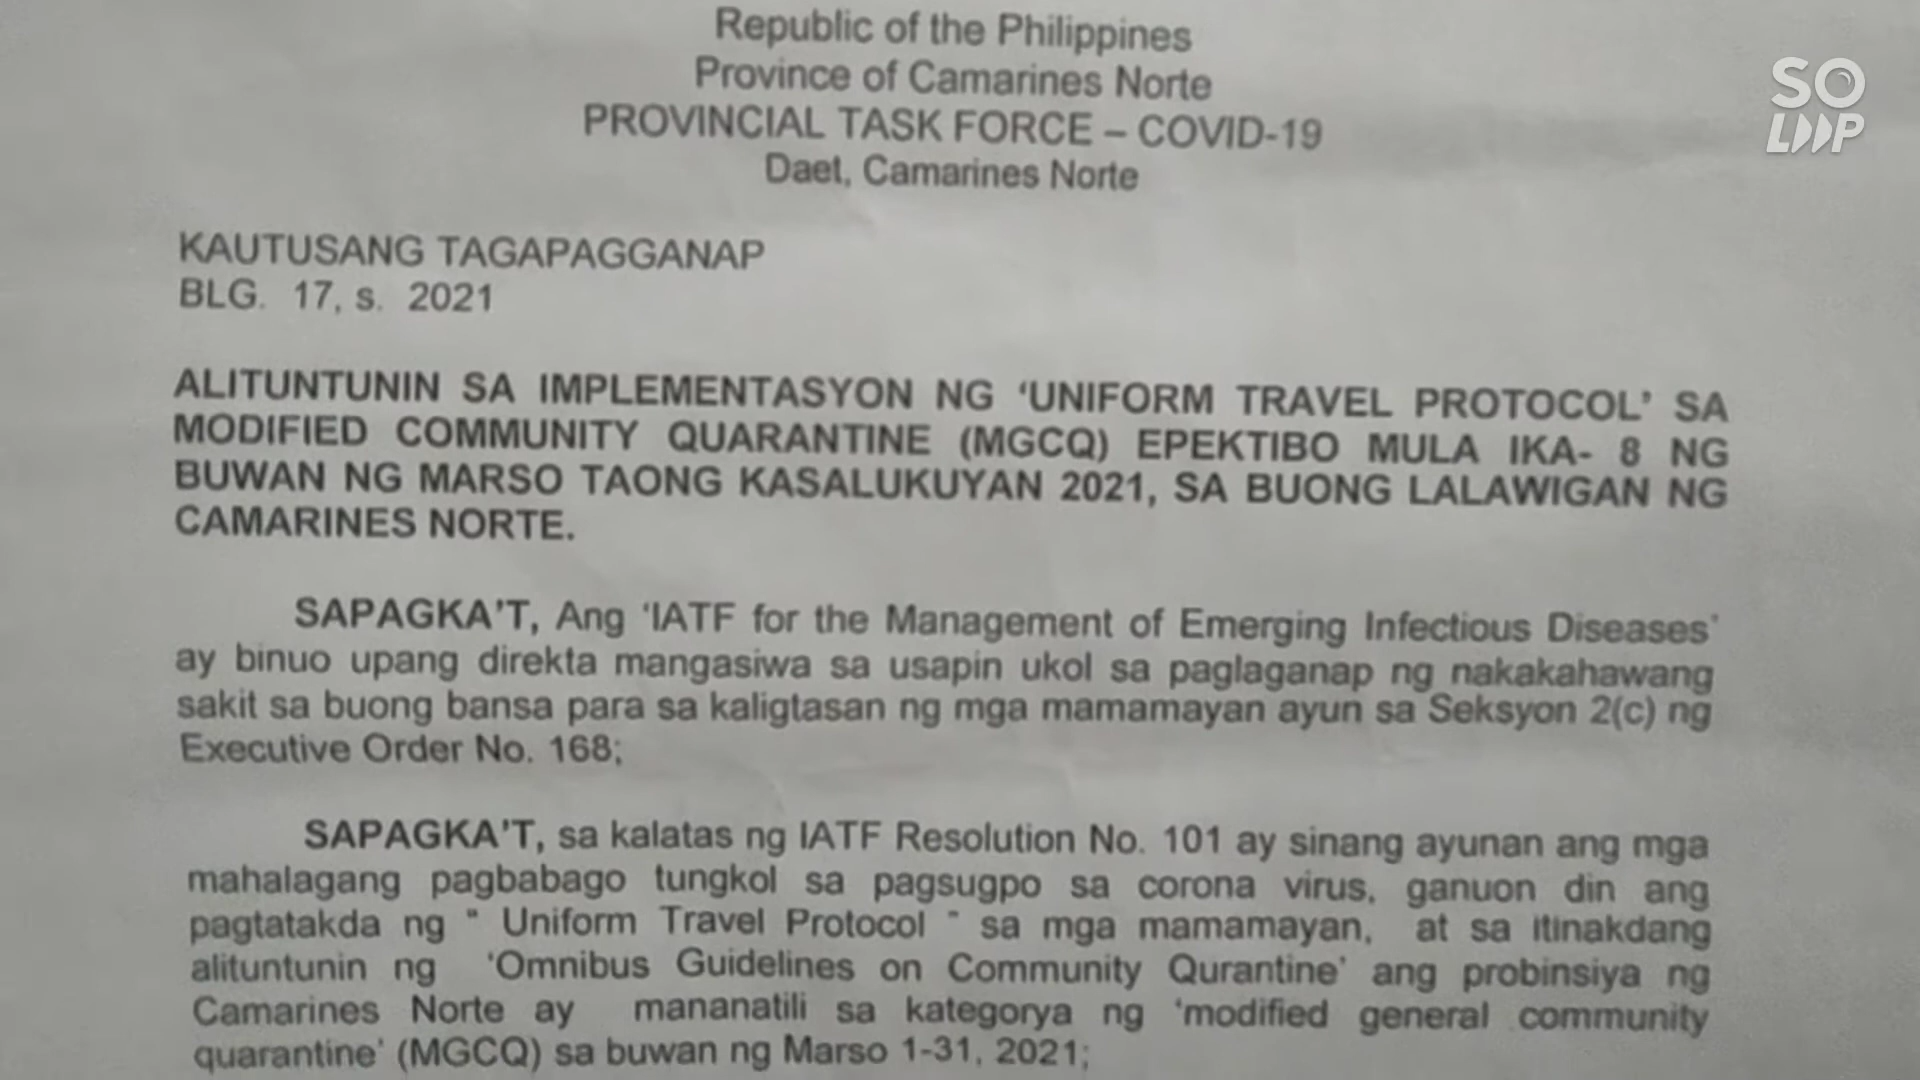 Republic of the Philippines
Province of Camarines Norte
PROVINCIAL TASK FORCE – COVID-19
Daet, Camarines Norte
SO
LOOP
KAUTUSANG TAGAPAGGANAP
BLG. 17, s. 2021
ALITUNTUNIN SA IMPLEMENTASYON NG ‘UNIFORM TRAVEL PROTOCOL’ SA
MODIFIED COMMUNITY QUARANTINE (MGCQ) EPEKTIBO MULA IKA- 8 NG
BUWAN NG MARSO TAONG KASALUKUYAN 2021, SA BUONG LALAWIGAN NG
CAMARINES NORTE.
SAPAGKA’T, Ang ‘IATF for the Management of Emerging Infectious Diseases’
ay binuo upang direkta mangasiwa sa usapin ukol sa paglaganap ng nakakahawang
sakit sa buong bansa para sa kaligtasan ng mga mamamayan ayun sa Seksyon 2(c) ng
Executive Order No. 168;
SAPAGKA’T, sa kalatas ng IATF Resolution No. 101 ay sinang ayunan ang mga
mahalagang pagbabago tungkol sa pagsugpo sa corona virus, ganuon din ang
pagtatakda ng “ Uniform Travel Protocol ” sa mga mamamayan, at sa itinakdang
alituntunin ng ‘Omnibus Guidelines on Community Qurantine’ ang probinsiya ng
Camarines Norte ay mananatili sa kategorya ng ‘modified general community
quarantine’ (MGCQ) sa buwan ng Marso 1-31, 2021;